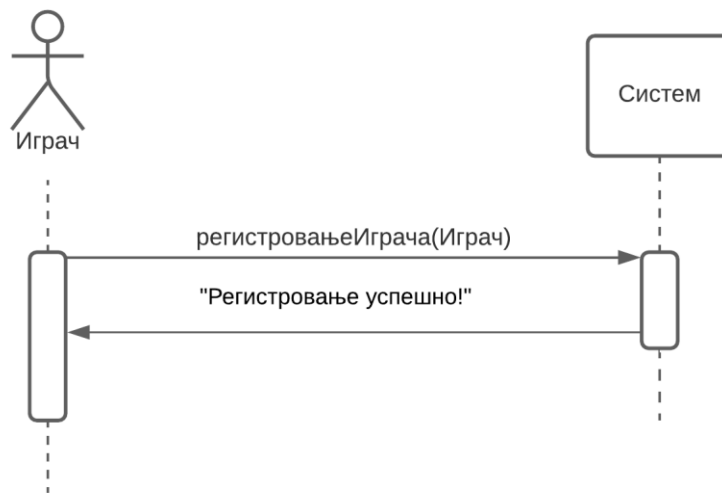 Играч
Систем
регистровањеИграча(Играч)
"Регистровање успешно!"